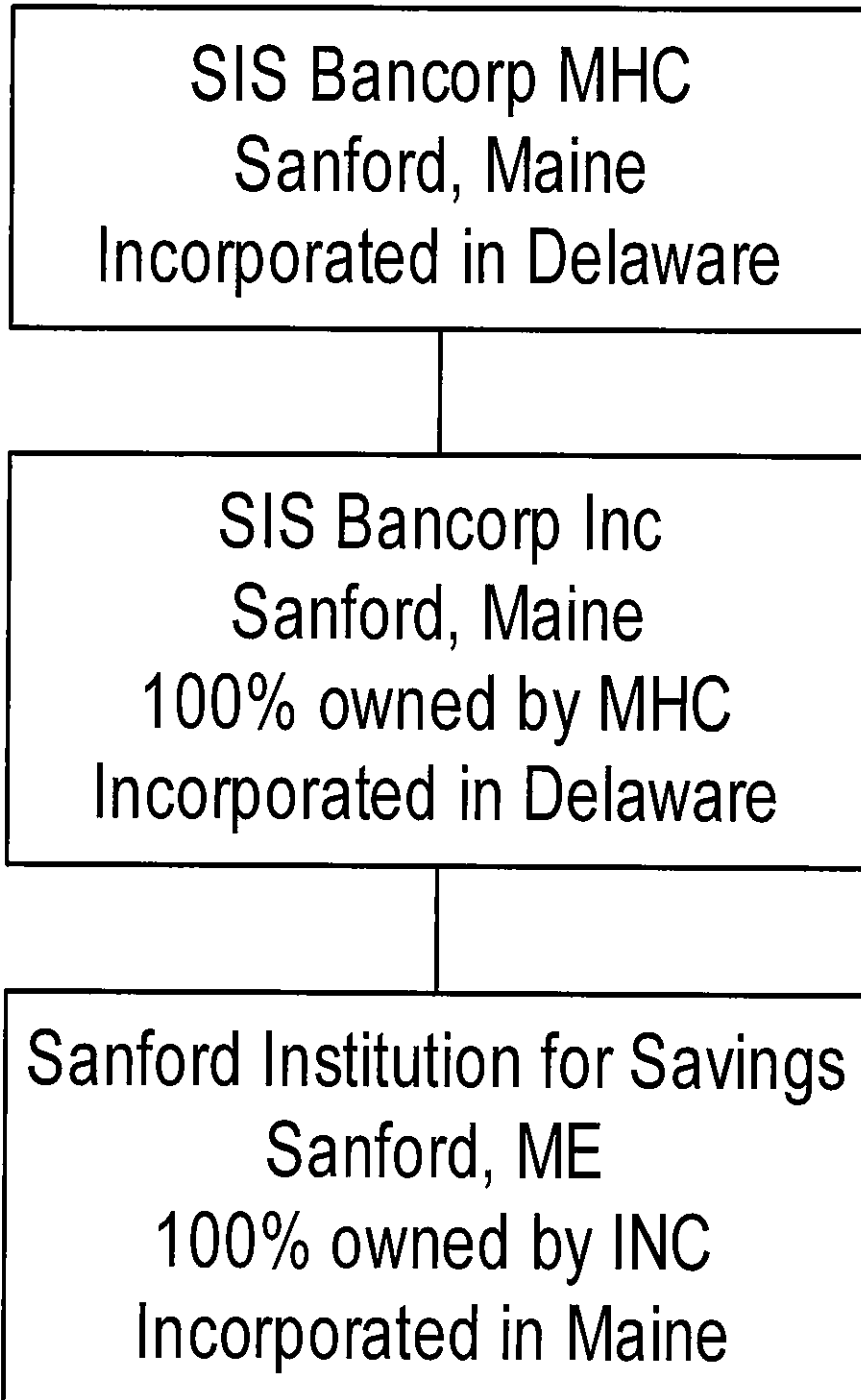 SIS Bancorp MHC
Sanford, Maine
Incorporated in Delaware
SIS Bancorp Inc
Sanford, Maine
100% owned by MHC
Incorporated in Delaware
Sanford Institution for Savings
Sanford, ME
100% owned by INC
Incorporated in Maine